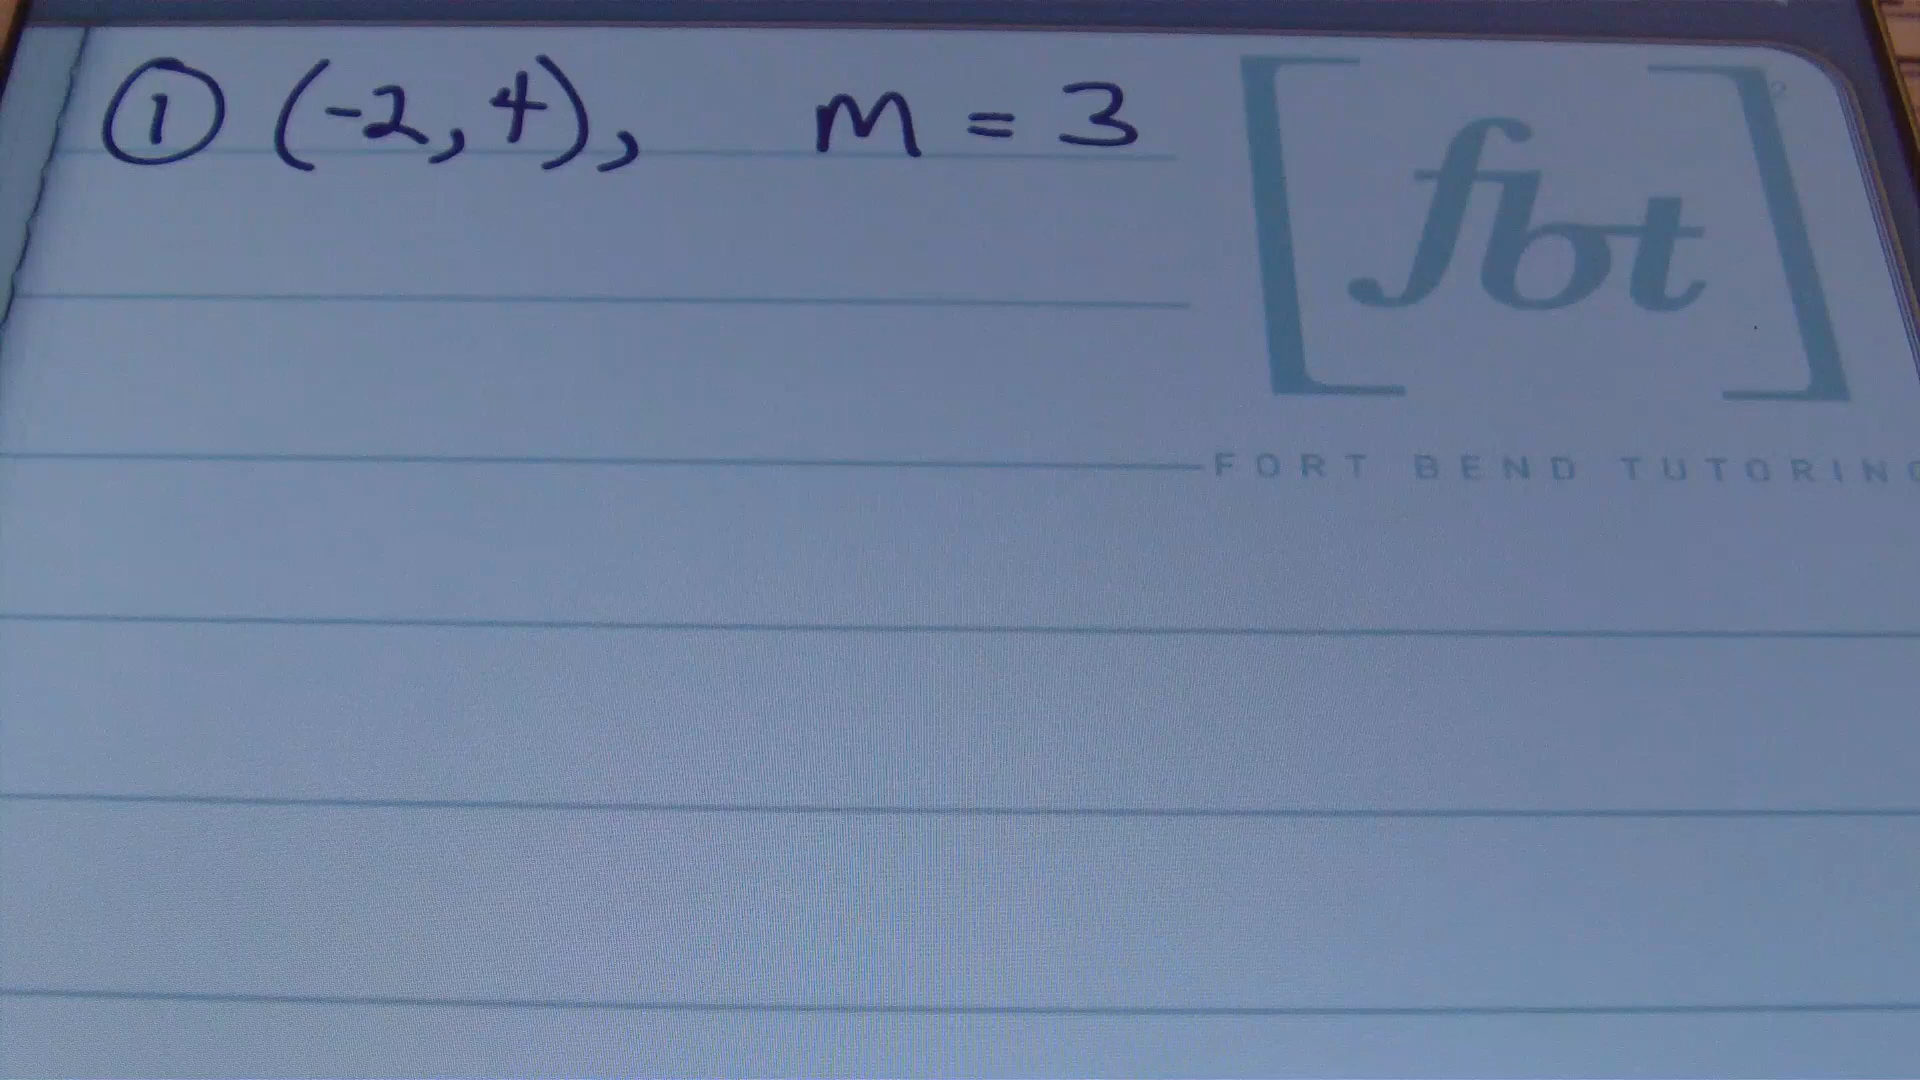 ① (-2, 4), m = 3
fbt
FORT BEND TUTORING